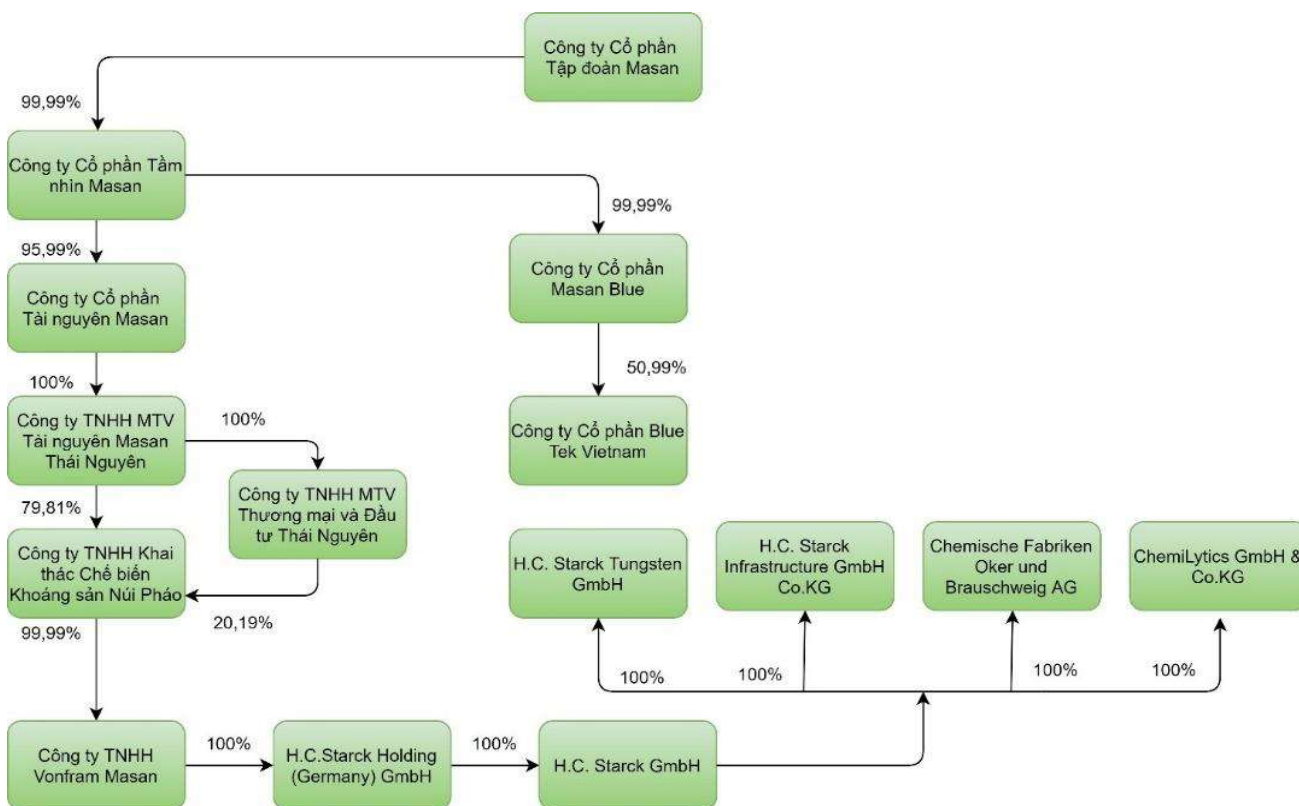 Công ty Cổ phần
Tập đoàn Masan
99,99%
Công ty Cổ phần Tầm
nhìn Masan
99,99%
95,99%
Công ty Cổ phần
Masan Blue
Công ty Cổ phần
Tài nguyên Masan
50,99%
100%
Công ty TNHH MTV
Tài nguyên Masan
Thái Nguyên
100%
Công ty Cổ phần Blue
Tek Vietnam
79,81%
Công ty TNHH MTV
Thương mại và Đầu
tư Thái Nguyên
Công ty TNHH Khai
thác Chế biến
Khoáng sản Núi Pháo
H.C. Starck Tungsten
GmbH
H.C. Starck
Infrastructure GmbH
Co.KG
Chemische Fabriken
Oker und
Brauschweig AG
ChemiLytics GmbH &
Co.KG
20,19%
99,99%
100%
100%
100%
100%
Công ty TNHH
Vonfram Masan
100%
H.C.Starck Holding
(Germany) GmbH
100%
H.C. Starck GmbH